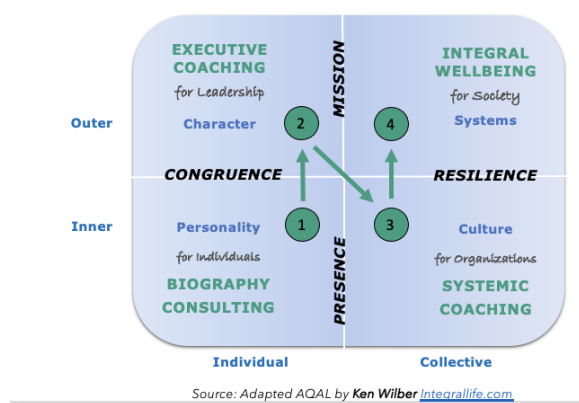 EXECUTIVE
COACHING
for Leadership
Character
2
MISSION
INTEGRAL
WELLBEING
for Society
Systems
4
Outer
CONGRUENCE
RESILIENCE
Inner
Personality
1
for Individuals
BIOGRAPHY
CONSULTING
PRESENCE
3
Culture
for Organizations
SYSTEMIC
COACHING
Individual
Collective
Source: Adapted AQAL by Ken Wilber Integrallife.com